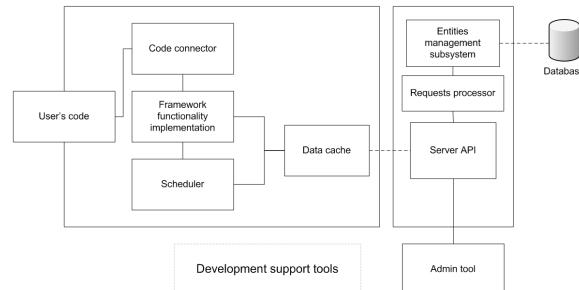 Code connector
Entities
management
subsystem
Databas
Requests processor
User's code
Framework
functionality
implementation
Data cache
Server API
Scheduler
Development support tools
Admin tool